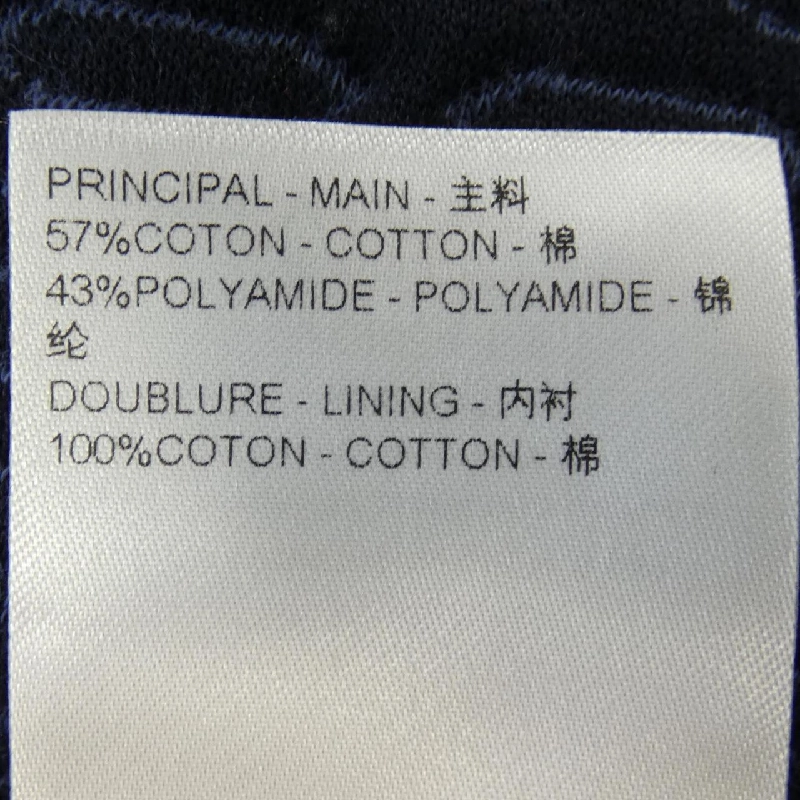 PRINCIPAL - MAIN - 主料
57%COTON - COTTON - 棉
43%POLYAMIDE - POLYAMIDE - 锦
纶
DOUBLURE - LINING - 内衬
100%COTON - COTTON - 棉